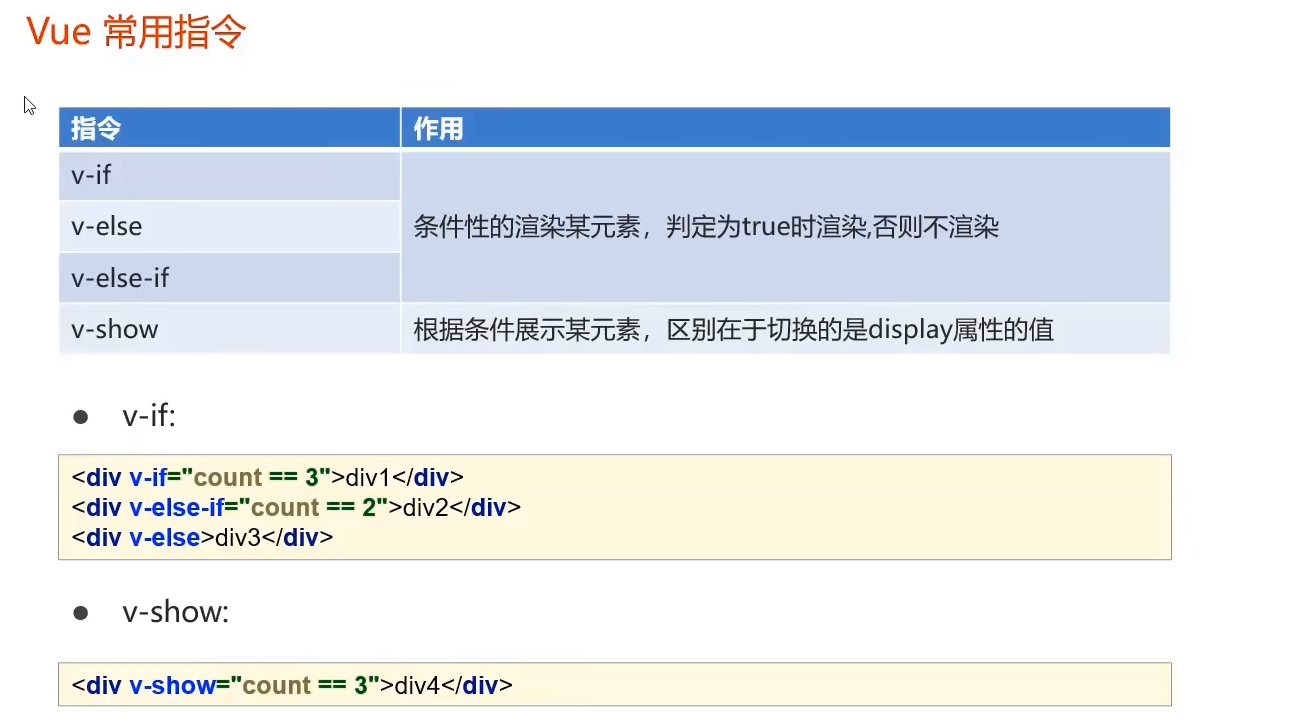 Vue 常用指令
指令 作用
v-if
v-else 条件性的渲染某元素，判定为true时渲染,否则不渲染
v-else-if
v-show 根据条件展示某元素，区别在于切换的是display属性的值
● v-if:
<div v-if="count == 3">div1</div>
<div v-else-if="count == 2">div2</div>
<div v-else>div3</div>
● v-show:
<div v-show="count == 3">div4</div>